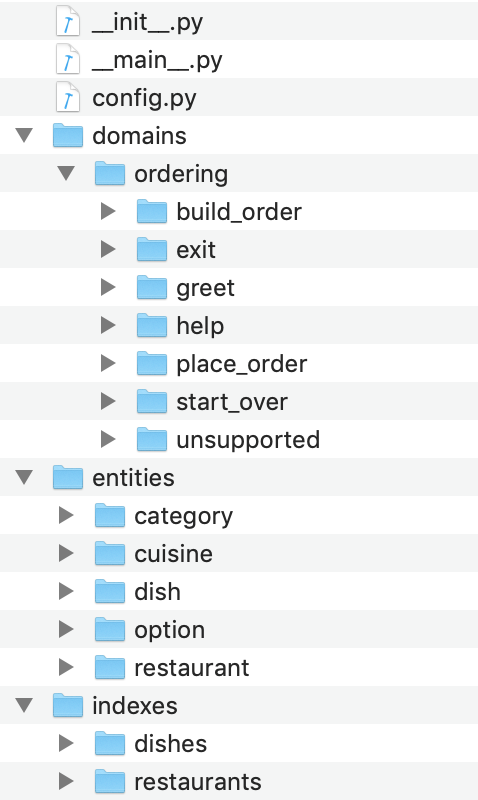 __init__.py
__main__.py
config.py
domains
ordering
build_order
exit
greet
help
place_order
start_over
unsupported
entities
category
cuisine
dish
option
restaurant
indexes
dishes
restaurants